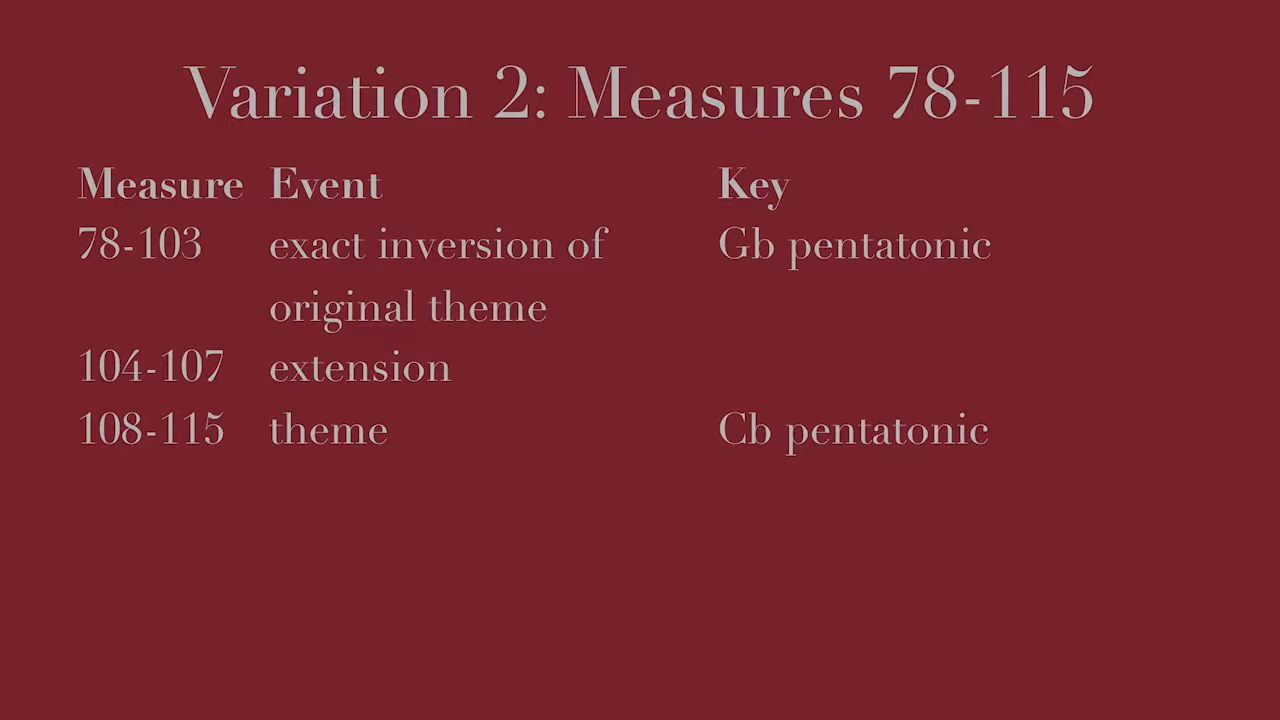 Variation 2: Measures 78-115
Measure Event Key
78-103 exact inversion of Gb pentatonic
original theme
104-107 extension
108-115 theme Cb pentatonic